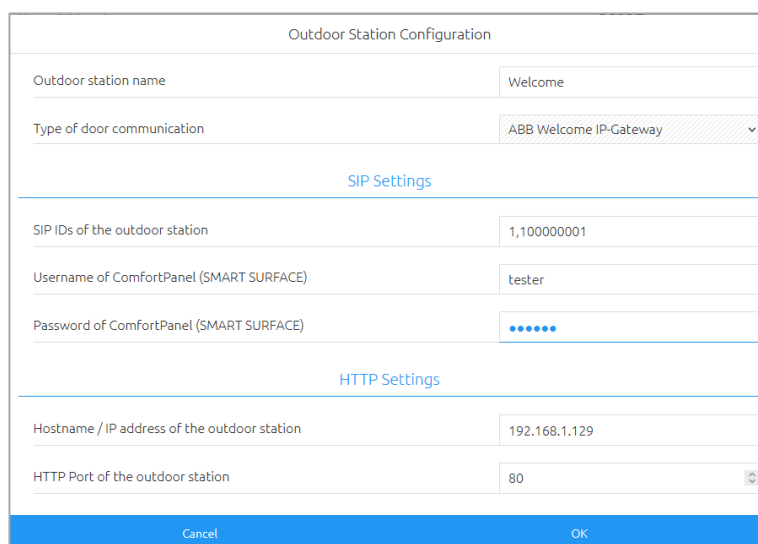 Outdoor Station Configuration
Outdoor station name
Welcome
Type of door communication
ABB Welcome IP-Gateway
SIP Settings
SIP IDs of the outdoor station
1,100000001
Username of ComfortPanel (SMART SURFACE)
tester
Password of ComfortPanel (SMART SURFACE)
●●●●●●
HTTP Settings
Hostname / IP address of the outdoor station
192.168.1.129
HTTP Port of the outdoor station
80
Cancel
OK